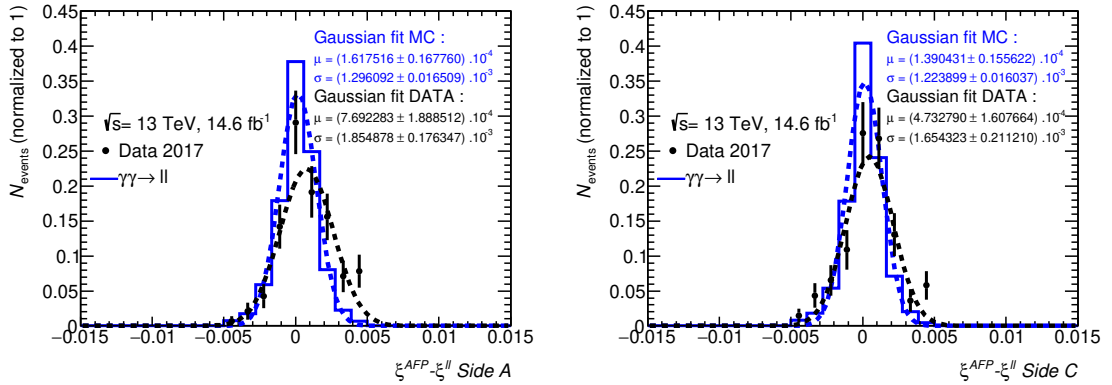 N_events (normalized to 1)
0.45
0.4
0.35
0.3
0.25
0.2
0.15
0.1
0.05
0
Gaussian fit MC :
μ = (1.617516 ± 0.167760) .10⁻⁴
σ = (1.296092 ± 0.016509) .10⁻³
Gaussian fit DATA :
μ = (7.692283 ± 1.888512) .10⁻⁴
σ = (1.854878 ± 0.176347) .10⁻³
√s= 13 TeV, 14.6 fb⁻¹
Data 2017
γγ→ ll
−0.015 −0.01 −0.005 0 0.005 0.01 0.015
ξ^AFP-ξ^ll Side A
N_events (normalized to 1)
0.45
0.4
0.35
0.3
0.25
0.2
0.15
0.1
0.05
0
Gaussian fit MC :
μ = (1.390431 ± 0.155622) .10⁻⁴
σ = (1.223899 ± 0.016037) .10⁻³
Gaussian fit DATA :
μ = (4.732790 ± 1.607664) .10⁻⁴
σ = (1.654323 ± 0.211210) .10⁻³
√s= 13 TeV, 14.6 fb⁻¹
Data 2017
γγ→ ll
−0.015 −0.01 −0.005 0 0.005 0.01 0.015
ξ^AFP-ξ^ll Side C